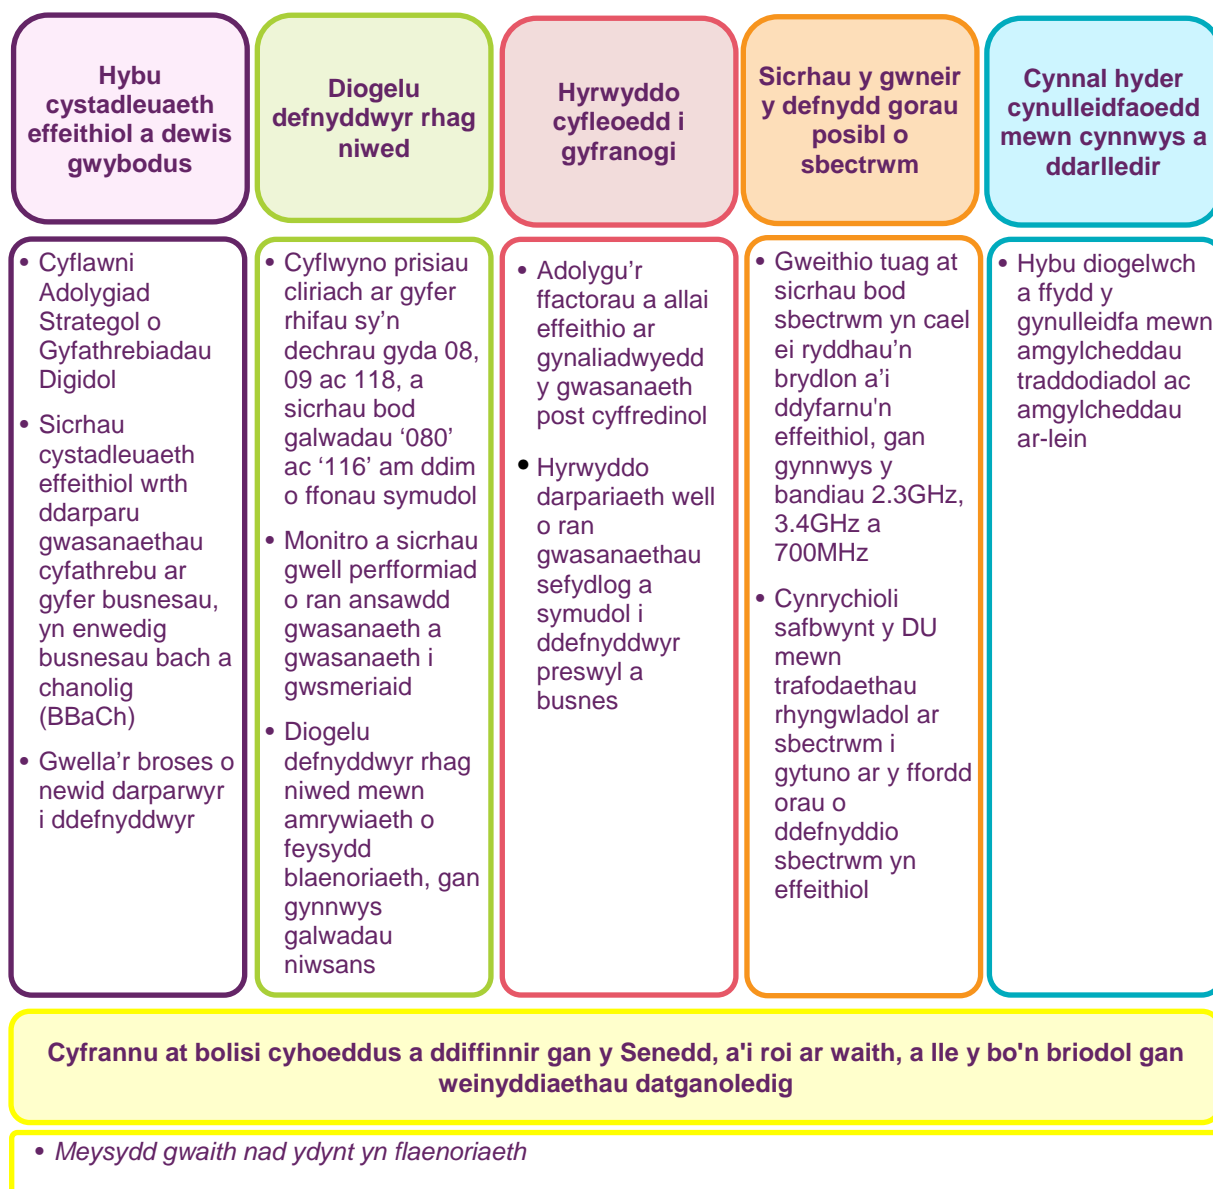 Hybu
cystadleuaeth
effeithiol a dewis
gwybodus
Diogelu
defnyddwyr rhag
niwed
Hyrwyddo
cyfleoedd i
gyfranogi
Sicrhau y gwneir
y defnydd gorau
posibl o
sbectrwm
Cynnal hyder
cynulleidfaoedd
mewn cynnwys a
ddarlledir
• Cyflawni
Adolygiad
Strategol o
Gyfathrebiadau
Digidol
• Sicrhau
cystadleuaeth
effeithiol wrth
ddarparu
gwasanaethau
cyfathrebu ar
gyfer busnesau,
yn enwedig
busnesau bach a
chanolig
(BBaCh)
• Gwella’r broses o
newid darparwyr
i ddefnyddwyr
• Cyflwyno prisiau
cliriach ar gyfer
rhifau sy’n
dechrau gyda 08,
09 ac 118, a
sicrhau bod
galwadau ‘080’
ac ‘116’ am ddim
o ffonau symudol
• Monitro a sicrhau
gwell perfformiad
o ran ansawdd
gwasanaeth a
gwasanaeth i
gwsmeriaid
• Diogelu
defnyddwyr rhag
niwed mewn
amrywiaeth o
feysydd
blaenoriaeth, gan
gynnwys
galwadau
niwsans
• Adolygu’r
ffactorau a allai
effeithio ar
gynaliadwyedd
y gwasanaeth
post cyffredinol
• Hyrwyddo
darpariaeth well
o ran
gwasanaethau
sefydlog a
symudol i
ddefnyddwyr
preswyl a
busnes
• Gweithio tuag at
sicrhau bod
sbectrwm yn cael
ei ryddhau’n
brydlon a’i
ddyfarnu'n
effeithiol, gan
gynnwys y
bandiau 2.3GHz,
3.4GHz a
700MHz
• Cynrychioli
safbwynt y DU
mewn
trafodaethau
rhyngwladol ar
sbectrwm i
gytuno ar y ffordd
orau o
ddefnyddio
sbectrwm yn
effeithiol
• Hybu diogelwch
a ffydd y
gynulleidfa mewn
amgylcheddau
traddodiadol ac
amgylcheddau
ar-lein
Cyfrannu at bolisi cyhoeddus a ddiffinnir gan y Senedd, a'i roi ar waith, a lle y bo'n briodol gan
weinyddiaethau datganoledig
• Meysydd gwaith nad ydynt yn flaenoriaeth